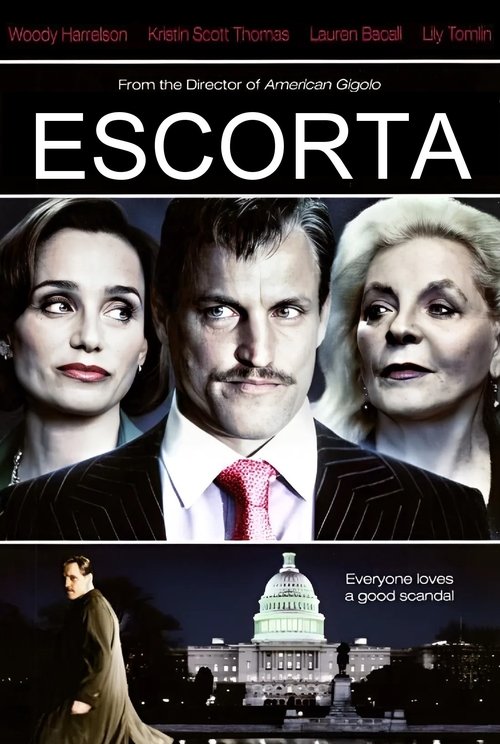 Woody Harrelson Kristin Scott Thomas Lauren Bacall Lily Tomlin
From the Director of American Gigolo
ESCORTA
Everyone loves
a good scandal